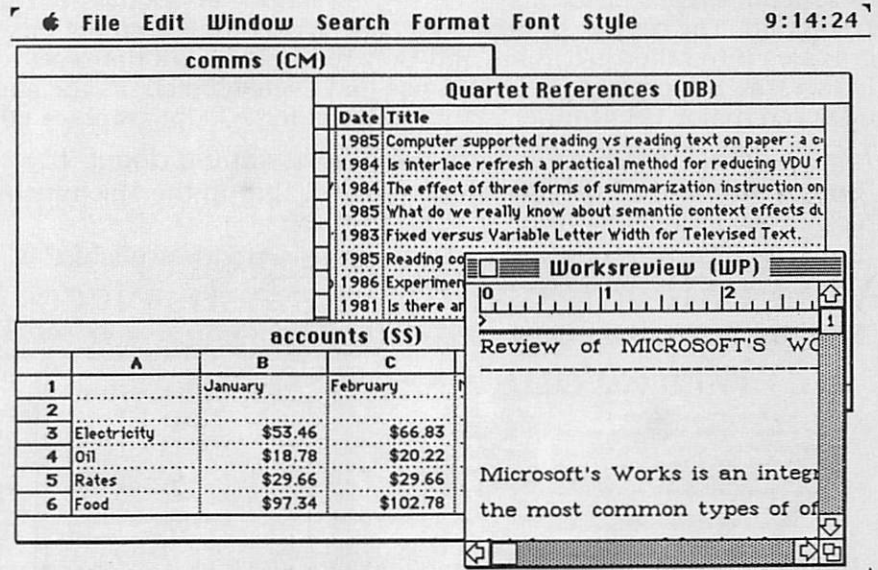 File Edit Window Search Format Font Style 9:14:24
comms (CM)
Quartet References (DB)
Date Title
1985 Computer supported reading vs reading text on paper : a
1984 Is interlace refresh a practical method for reducing VDU
1984 The effect of three forms of summarization instruction on
1985 What do we really know about semantic context effects
1983 Fixed versus Variable Letter Width for Televised Text.
1985 Reading
1986
1981 Is there
Worksreview (WP)
0 1 2
1
Review of MICROSOFT'S
Microsoft's Works is an
the most common types of
accounts (SS)
A B C
1 January February
2
3 Electricity $53.46 $66.83
4 Oil $18.78 $20.22
5 Rates $29.66 $29.66
6 Food $97.34 $102.78